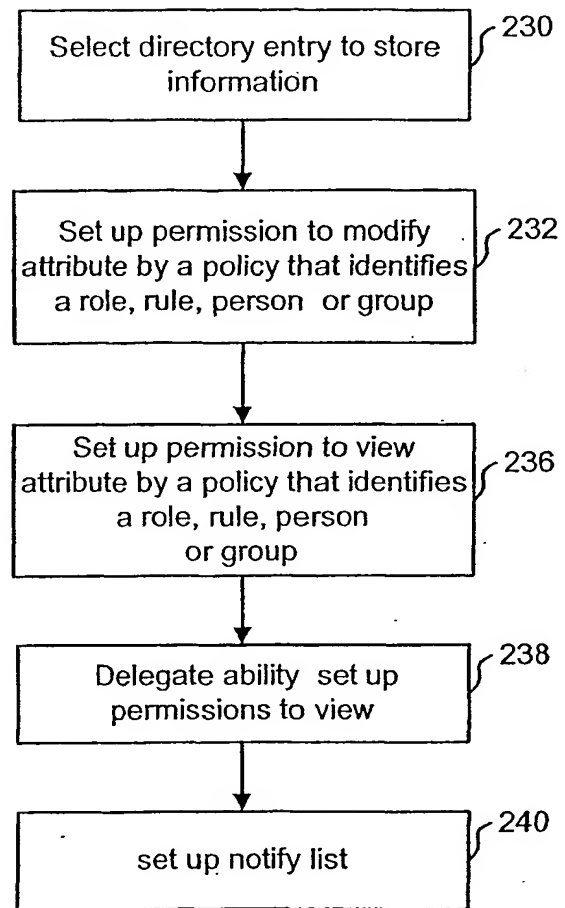 Select directory entry to store
information
230
Set up permission to modify
attribute by a policy that identifies
a role, rule, person or group
232
Set up permission to view
attribute by a policy that identifies
a role, rule, person
or group
236
Delegate ability set up
permissions to view
238
set up notify list
240